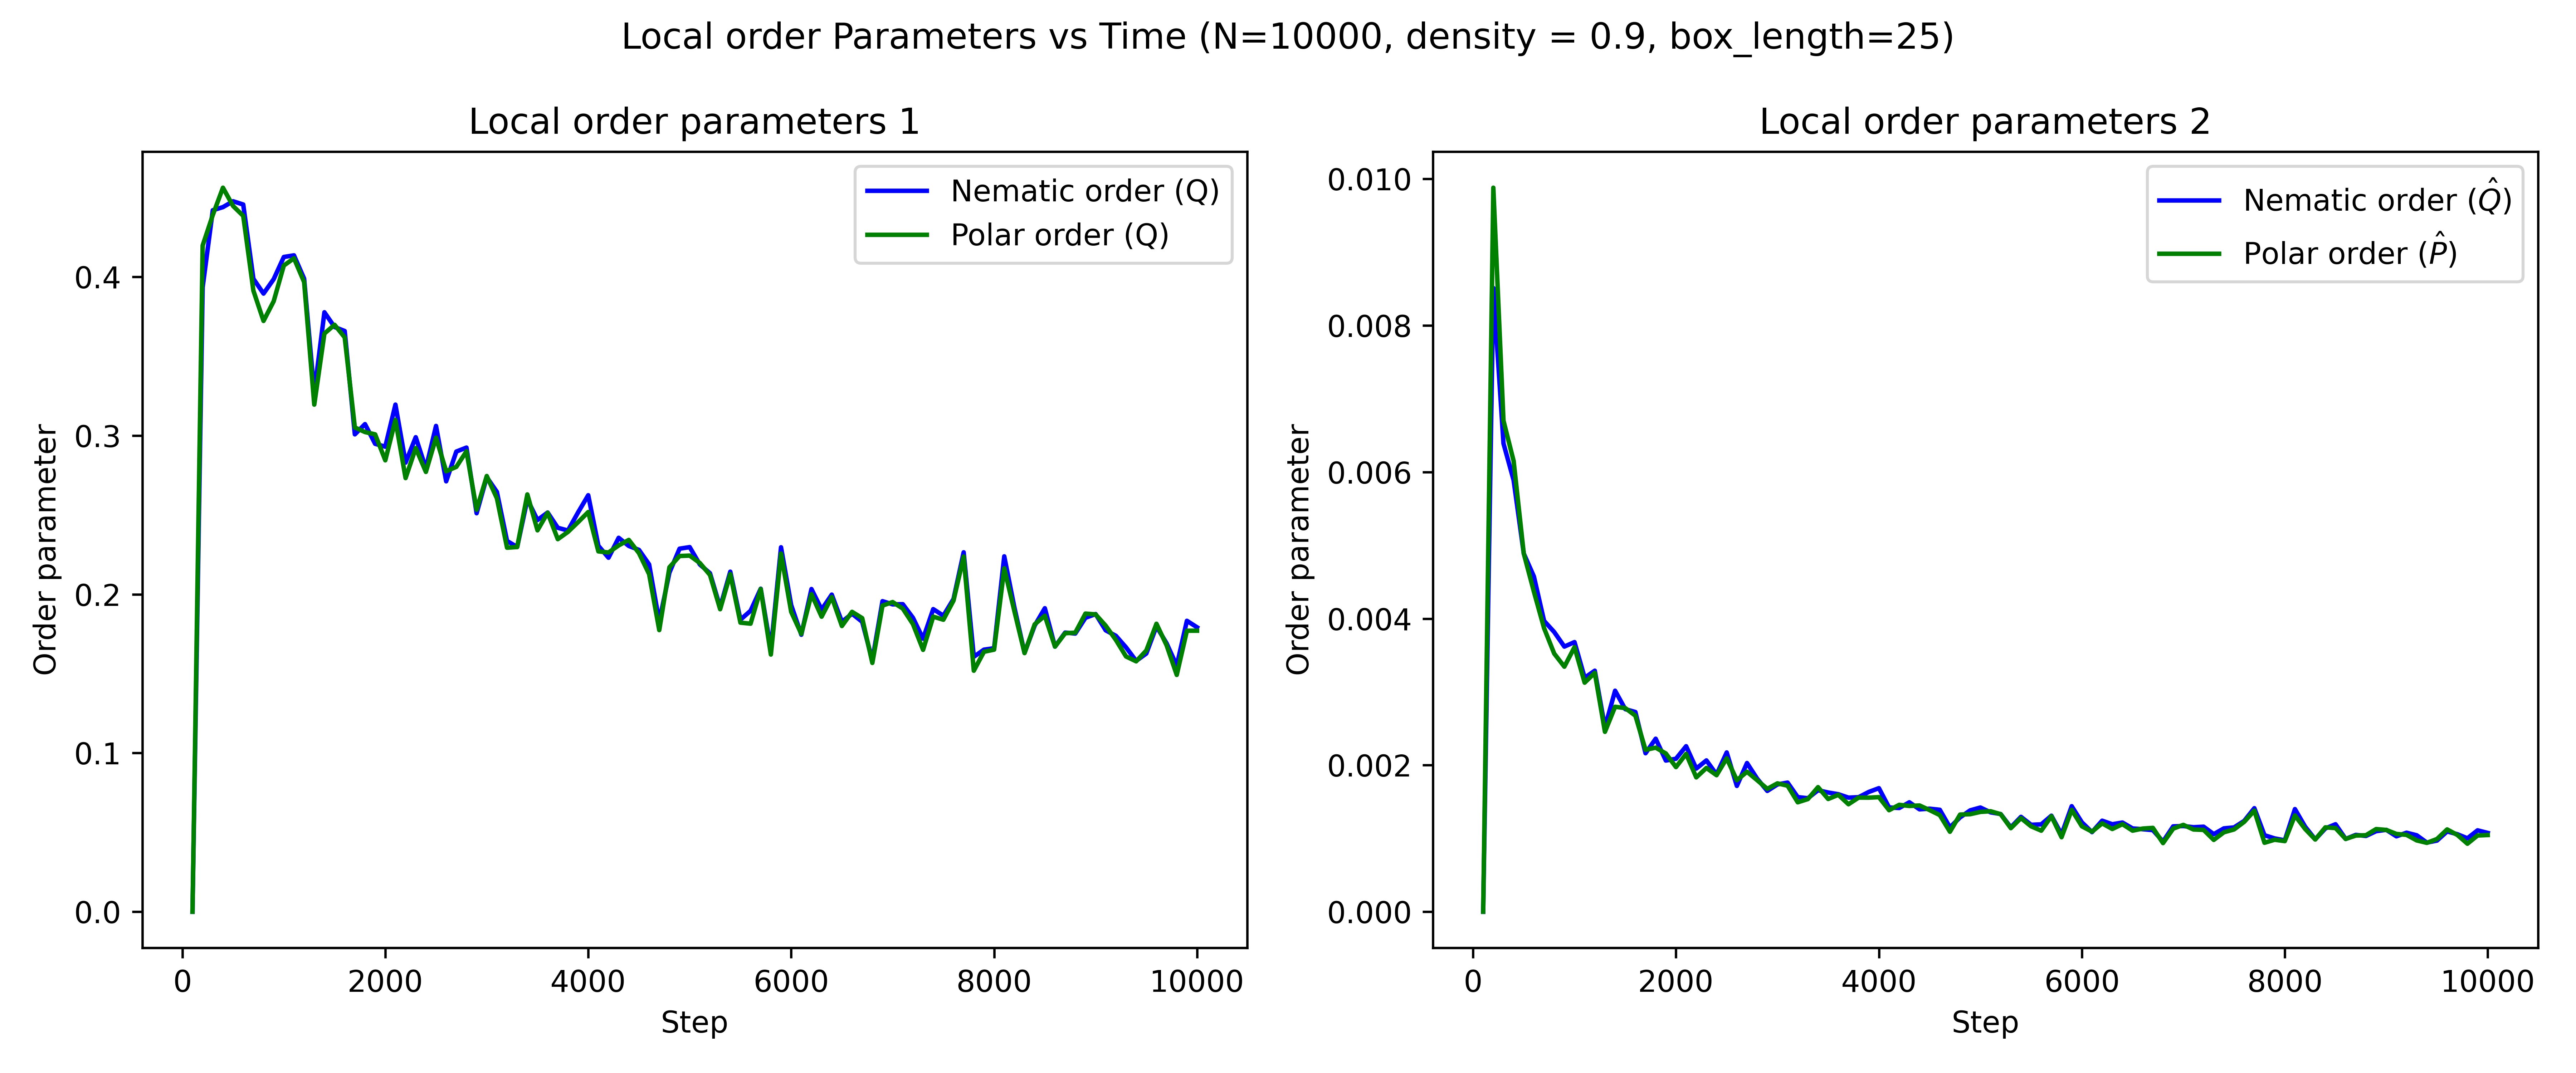 Local order Parameters vs Time (N=10000, density = 0.9, box_length=25)
Local order parameters 1
Nematic order (Q)
Polar order (Q)
Order parameter
0.4
0.3
0.2
0.1
0.0
0 2000 4000 6000 8000 10000
Step
Local order parameters 2
Nematic order (Q̂)
Polar order (P̂)
Order parameter
0.010
0.008
0.006
0.004
0.002
0.000
0 2000 4000 6000 8000 10000
Step